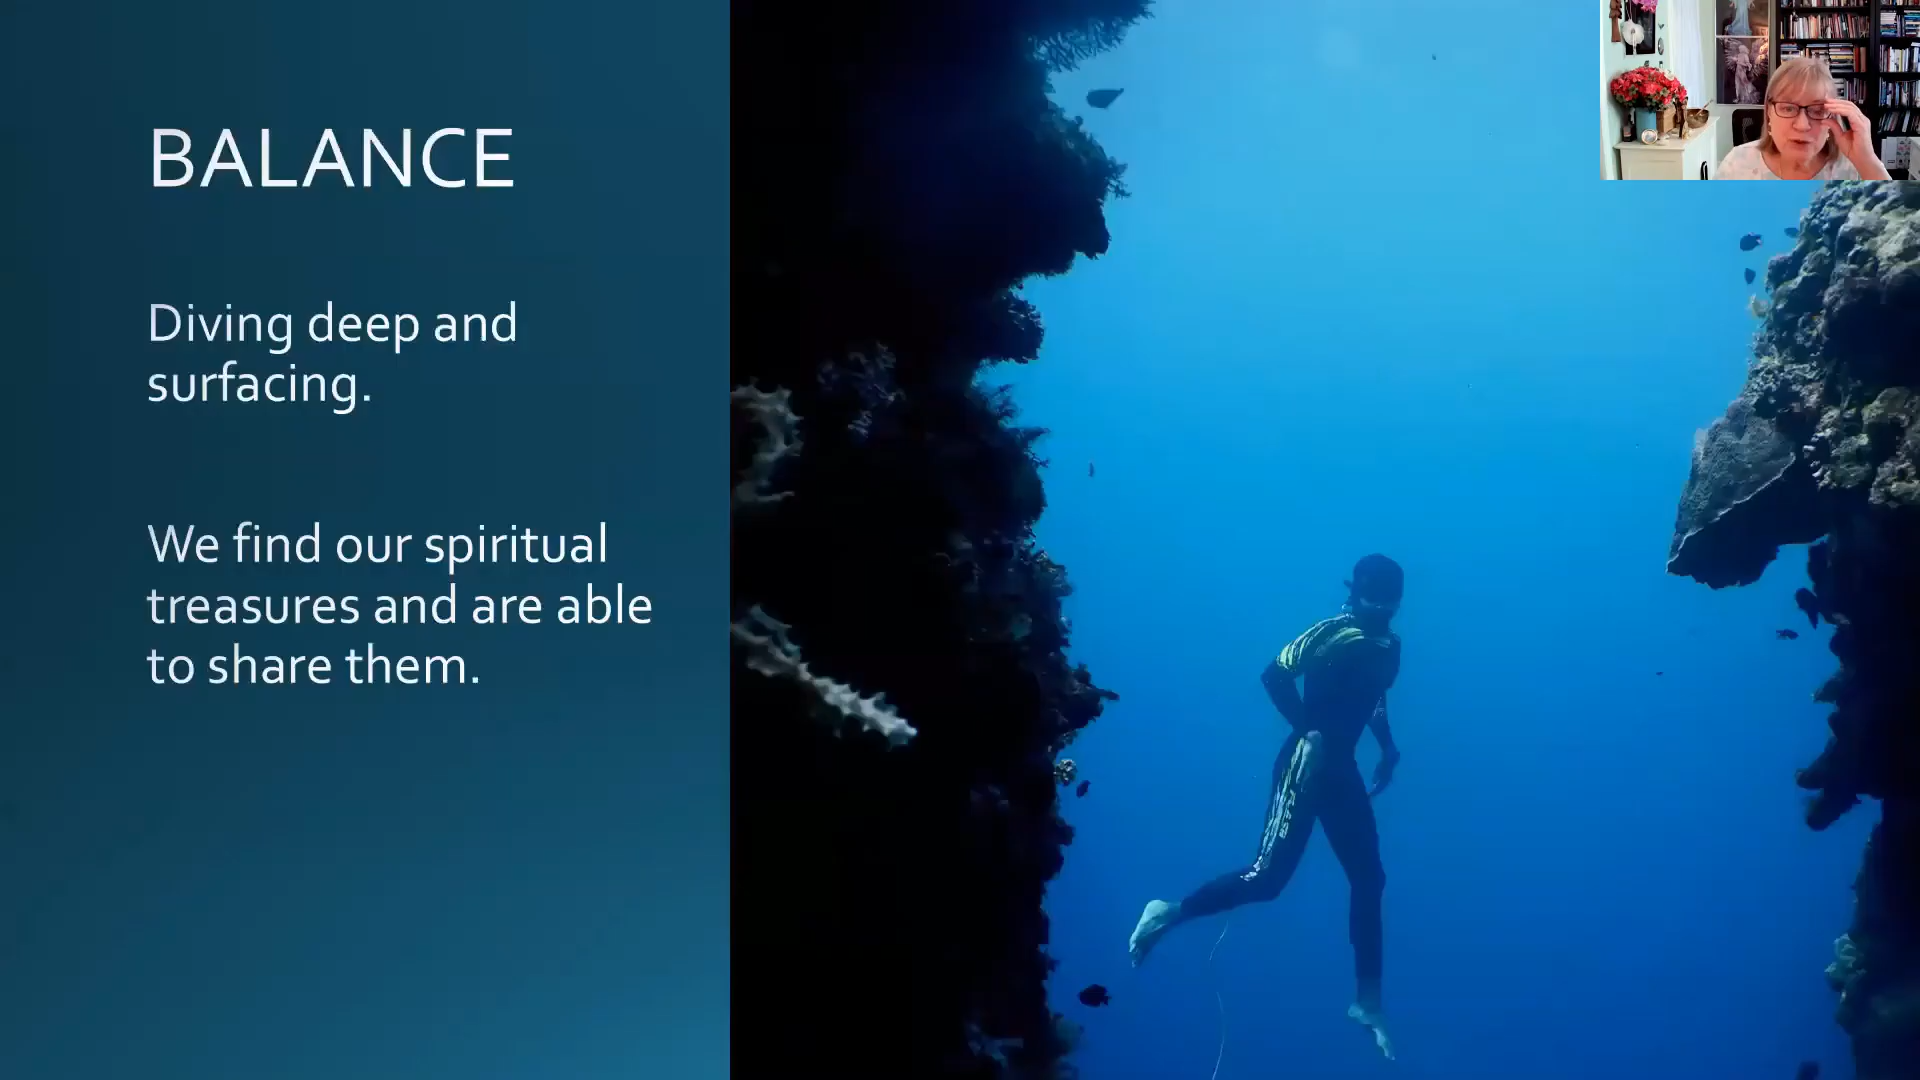 BALANCE
Diving deep and
surfacing.
We find our spiritual
treasures and are able
to share them.